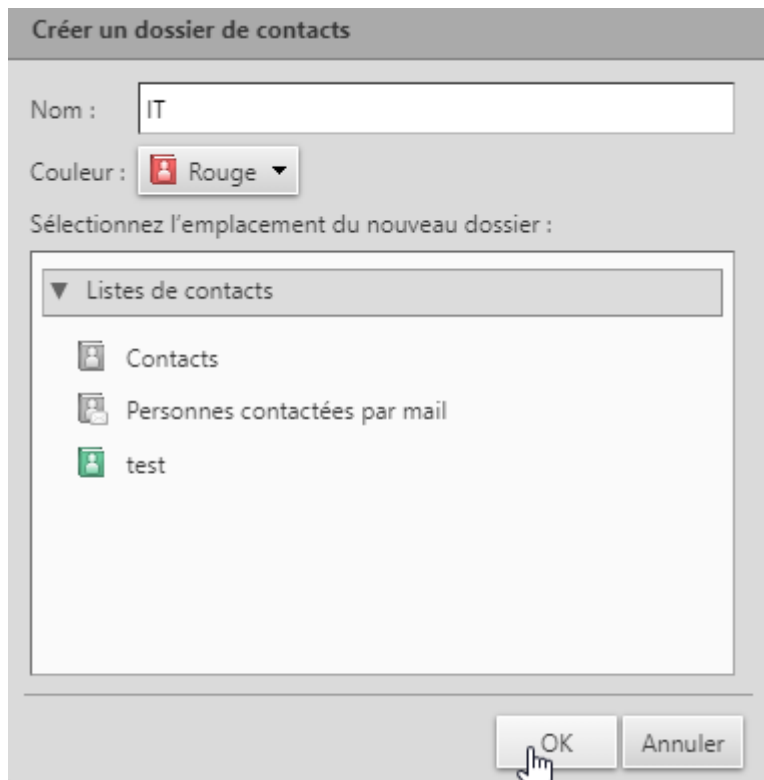 Créer un dossier de contacts
Nom : IT
Couleur : Rouge
Sélectionnez l'emplacement du nouveau dossier :
Listes de contacts
Contacts
Personnes contactées par mail
test
OK Annuler